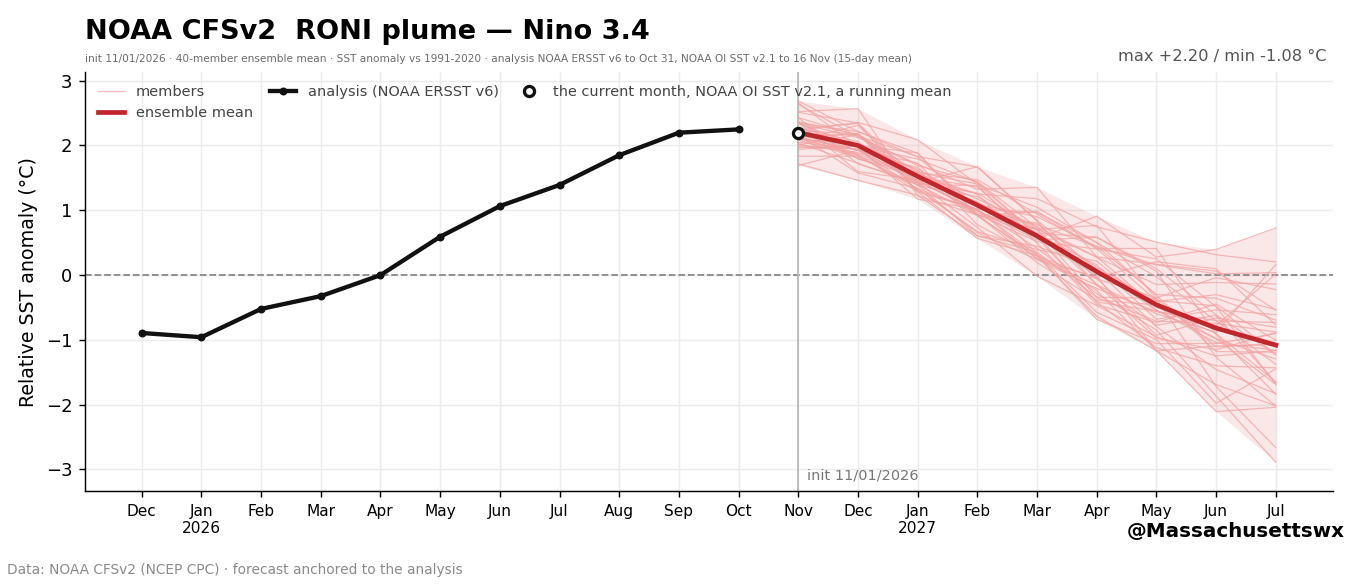 NOAA CFSv2  RONI plume — Nino 3.4
init 11/01/2026 · 40-member ensemble mean · SST anomaly vs 1991-2020 · analysis NOAA ERSST v6 to Oct 31, NOAA OI SST v2.1 to 16 Nov (15-day mean)
max +2.20 / min -1.08 °C
members
ensemble mean
analysis (NOAA ERSST v6)
the current month, NOAA OI SST v2.1, a running mean
Relative SST anomaly (°C)
3
2
1
0
−1
−2
−3
init 11/01/2026
Dec Jan Feb Mar Apr May Jun Jul Aug Sep Oct Nov Dec Jan Feb Mar Apr May Jun Jul
2026 2027
@Massachusettswx
Data: NOAA CFSv2 (NCEP CPC) · forecast anchored to the analysis